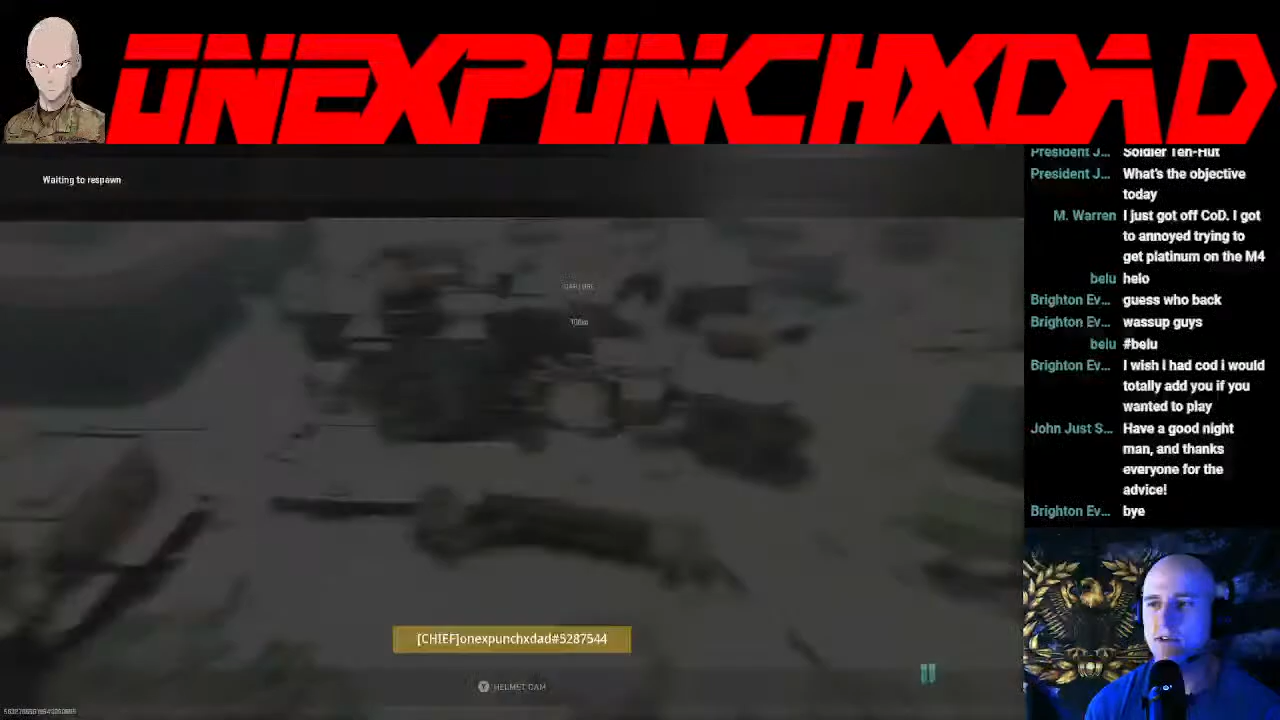 ONEXPUNCHXDAD
Waiting to respawn
President J... Soldier Ten-Hut
President J... What's the objective
today
M. Warren I just got off CoD. I got
to annoyed trying to
get platinum on the M4
belu helo
Brighton Ev... guess who back
Brighton Ev... wassup guys
belu #belu
Brighton Ev... I wish I had cod i would
totally add you if you
wanted to play
John Just S... Have a good night
man, and thanks
everyone for the
advice!
Brighton Ev... bye
[CHIEF]onexpunchxdad#5287544
Y HELMET CAM